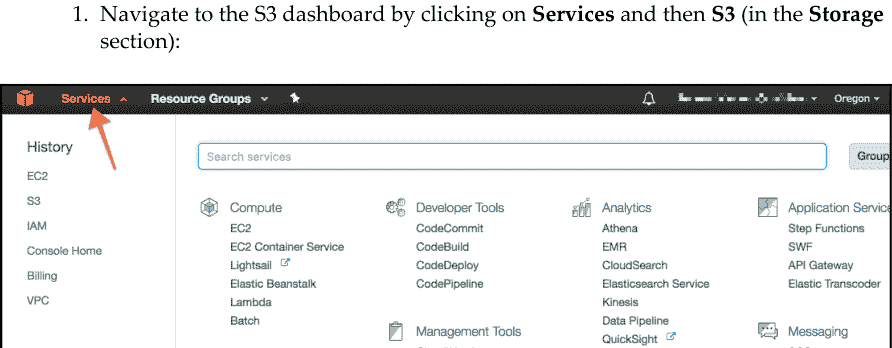 1. Navigate to the S3 dashboard by clicking on Services and then S3 (in the Storage
section):
Services Resource Groups Oregon
History
EC2
S3
IAM
Console Home
Billing
VPC
Search services
Group
Compute
EC2
EC2 Container Service
Lightsail
Elastic Beanstalk
Lambda
Batch
Developer Tools
CodeCommit
CodeBuild
CodeDeploy
CodePipeline
Management Tools
Analytics
Athena
EMR
CloudSearch
Elasticsearch Service
Kinesis
Data Pipeline
QuickSight
Application Service
Step Functions
SWF
API Gateway
Elastic Transcoder
Messaging